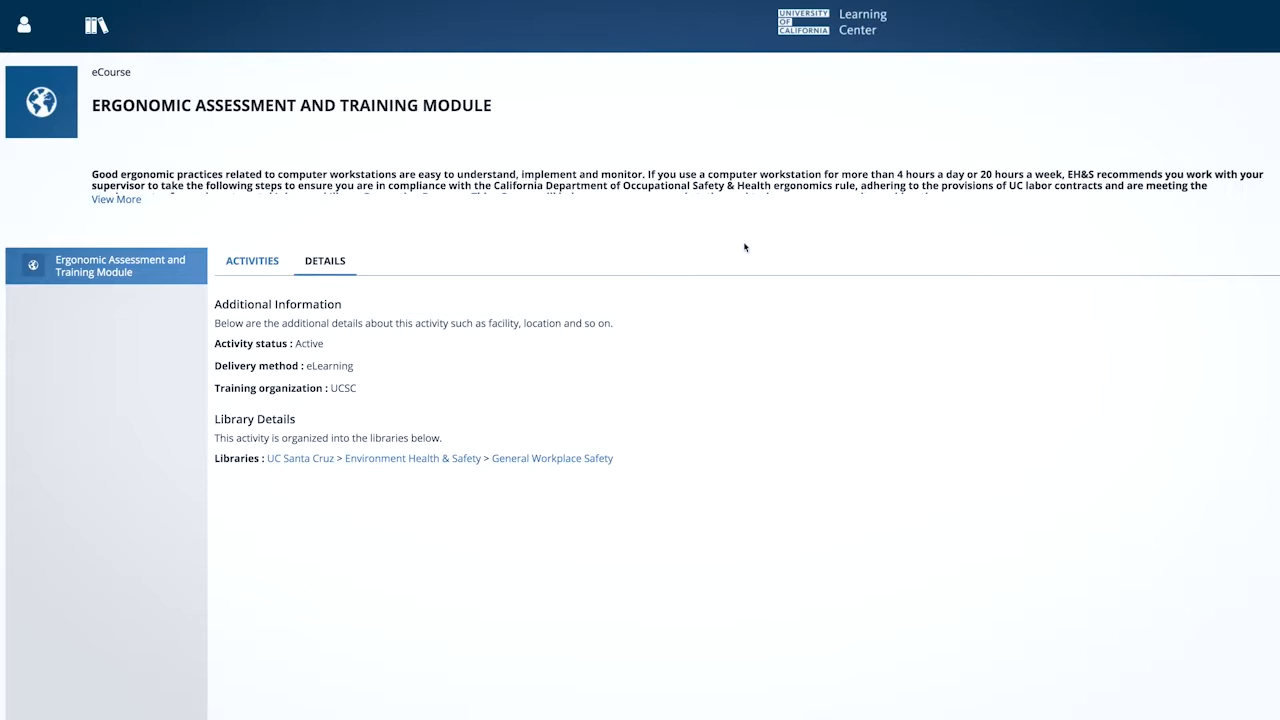 UNIVERSITY
OF
CALIFORNIA
Learning
Center
eCourse
ERGONOMIC ASSESSMENT AND TRAINING MODULE
Good ergonomic practices related to computer workstations are easy to understand, implement and monitor. If you use a computer workstation for more than 4 hours a day or 20 hours a week, EH&S recommends you work with your
supervisor to take the following steps to ensure you are in compliance with the California Department of Occupational Safety & Health ergonomics rule, adhering to the provisions of UC labor contracts and are meeting the
View More
Ergonomic Assessment and
Training Module
ACTIVITIES
DETAILS
Additional Information
Below are the additional details about this activity such as facility, location and so on.
Activity status : Active
Delivery method : eLearning
Training organization : UCSC
Library Details
This activity is organized into the libraries below.
Libraries : UC Santa Cruz > Environment Health & Safety > General Workplace Safety